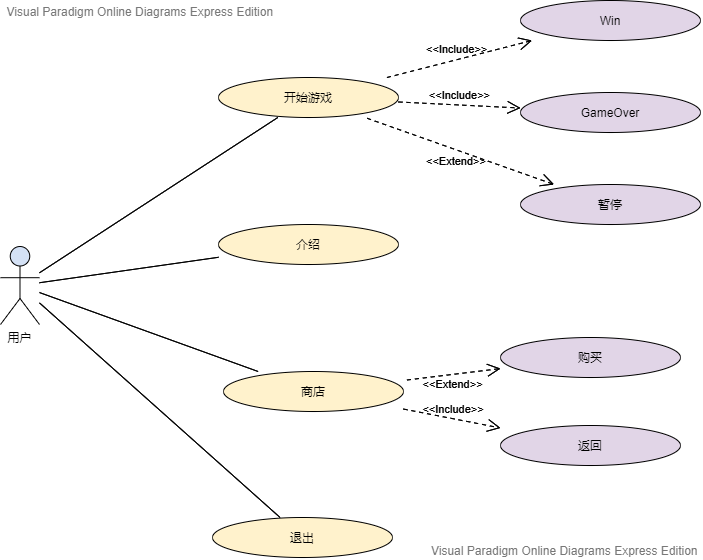 Visual Paradigm Online Diagrams Express Edition
Win
<<Include>>
开始游戏
<<Include>>
GameOver
<<Extend>>
暂停
介绍
用户
购买
<<Extend>>
商店
<<Include>>
返回
退出
Visual Paradigm Online Diagrams Express Edition